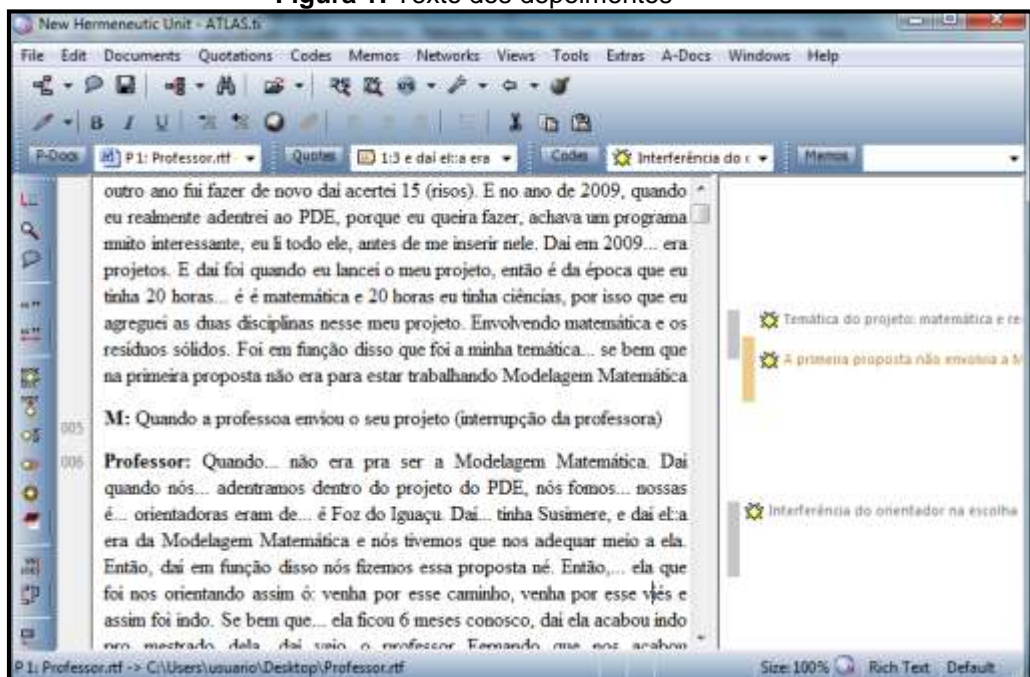 Figura 1: Texto dos depoimentos
New Hermeneutic Unit - ATLAS.ti
File Edit Documents Quotations Codes Memos Networks Views Tools Extras A-Docs Windows Help
B I U
P-Docs P 1: Professor.rtf Quotes 1:3 e daí el::a era Codes Interferência do Memos
outro ano fui fazer de novo daí acertei 15 (risos). E no ano de 2009, quando
eu realmente adentrei ao PDE, porque eu queira fazer, achava um programa
muito interessante, eu li todo ele, antes de me inserir nele. Daí em 2009... era
projetos. E daí foi quando eu lancei o meu projeto, então é da época que eu
tinha 20 horas... é é matemática e 20 horas eu tinha ciências, por isso que eu
agreguei as duas disciplinas nesse meu projeto. Envolvendo matemática e os
resíduos sólidos. Foi em função disso que foi a minha temática... se bem que
na primeira proposta não era para estar trabalhando Modelagem Matemática
Temática do projeto: matemática e re
A primeira proposta não envolvia a M
005
M: Quando a professoa enviou o seu projeto (interrupção da professora)
006
Professor: Quando... não era pra ser a Modelagem Matemática. Daí
quando nós... adentramos dentro do projeto do PDE, nós fomos... nossas
é... orientadoras eram de... é Foz do Iguaçu. Daí... tinha Susimere, e daí el:a
era da Modelagem Matemática e nós tivemos que nos adequar meio a ela.
Então, daí em função disso nós fizemos essa proposta né. Então,... ela que
foi nos orientando assim ó: venha por esse caminho, venha por esse viés e
assim foi indo. Se bem que... ela ficou 6 meses conosco, daí ela acabou indo
pro mestrado dela, daí veio o professor Fernando que nos acabou
Interferência do orientador na escolha
P 1: Professor.rtf -> C:\Users\usuario\Desktop\Professor.rtf Size: 100% Rich Text Default